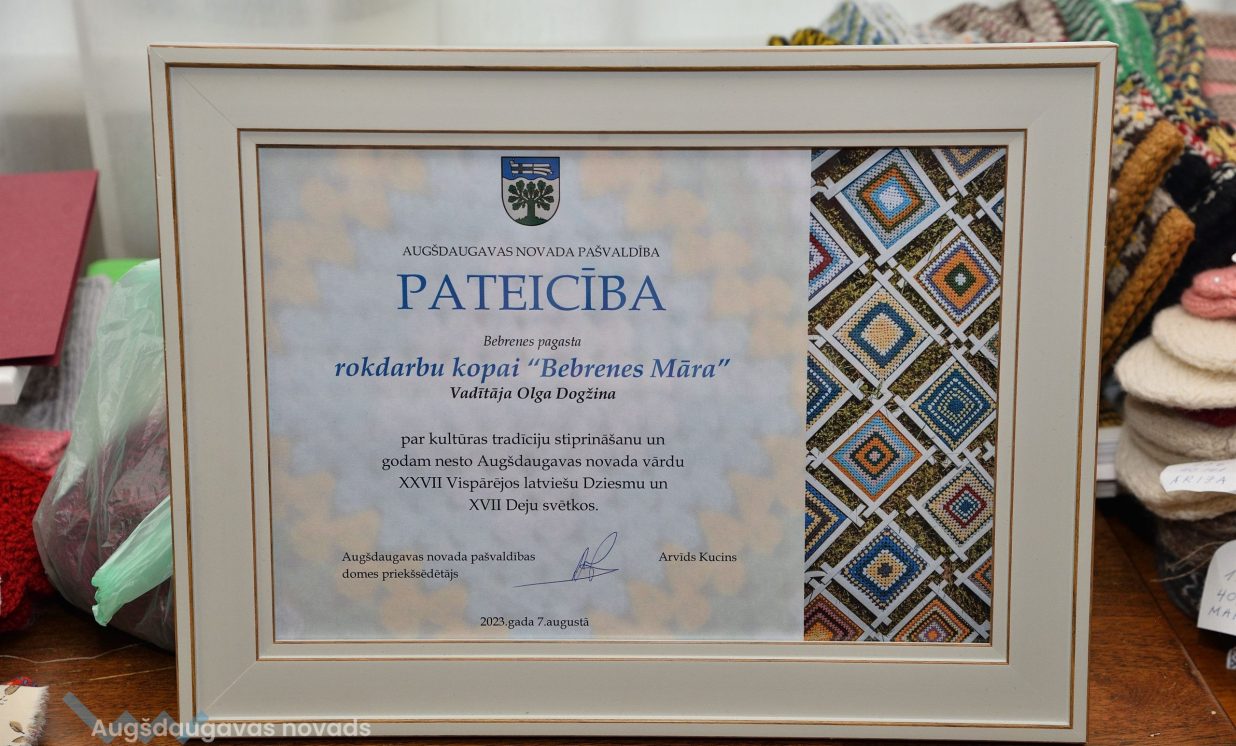 AUGŠDAUGAVAS NOVADA PAŠVALDĪBA
PATEICĪBA
Bebrenes pagasta
rokdarbu kopai “Bebrenes Māra”
Vadītāja Olga Dogžina
par kultūras tradīciju stiprināšanu un
godam nesto Augšdaugavas novada vārdu
XXVII Vispārējos latviešu Dziesmu un
XVII Deju svētkos.
Augšdaugavas novada pašvaldības
domes priekšsēdētājs
Arvīds Kucins
2023.gada 7.augustā
Augšdaugavas novads